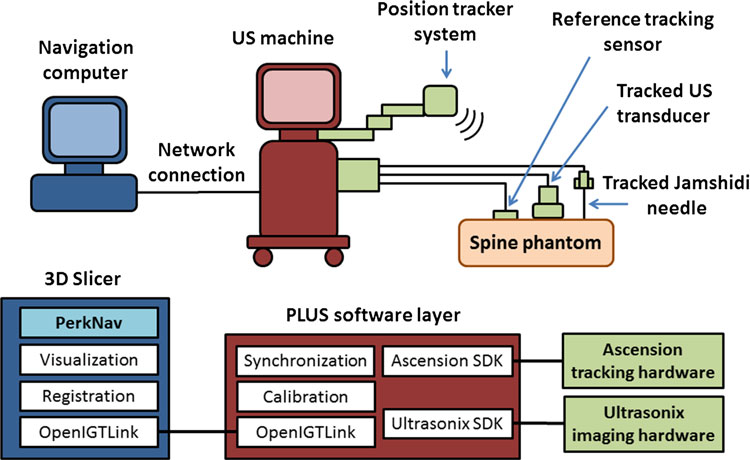 Navigation
computer
US machine
Position tracker
system
Reference tracking
sensor
Tracked US
transducer
Network
connection
Tracked Jamshidi
needle
Spine phantom
3D Slicer
PerkNav
Visualization
Registration
OpenIGTLink
PLUS software layer
Synchronization
Calibration
OpenIGTLink
Ascension SDK
Ultrasonix SDK
Ascension
tracking hardware
Ultrasonix
imaging hardware